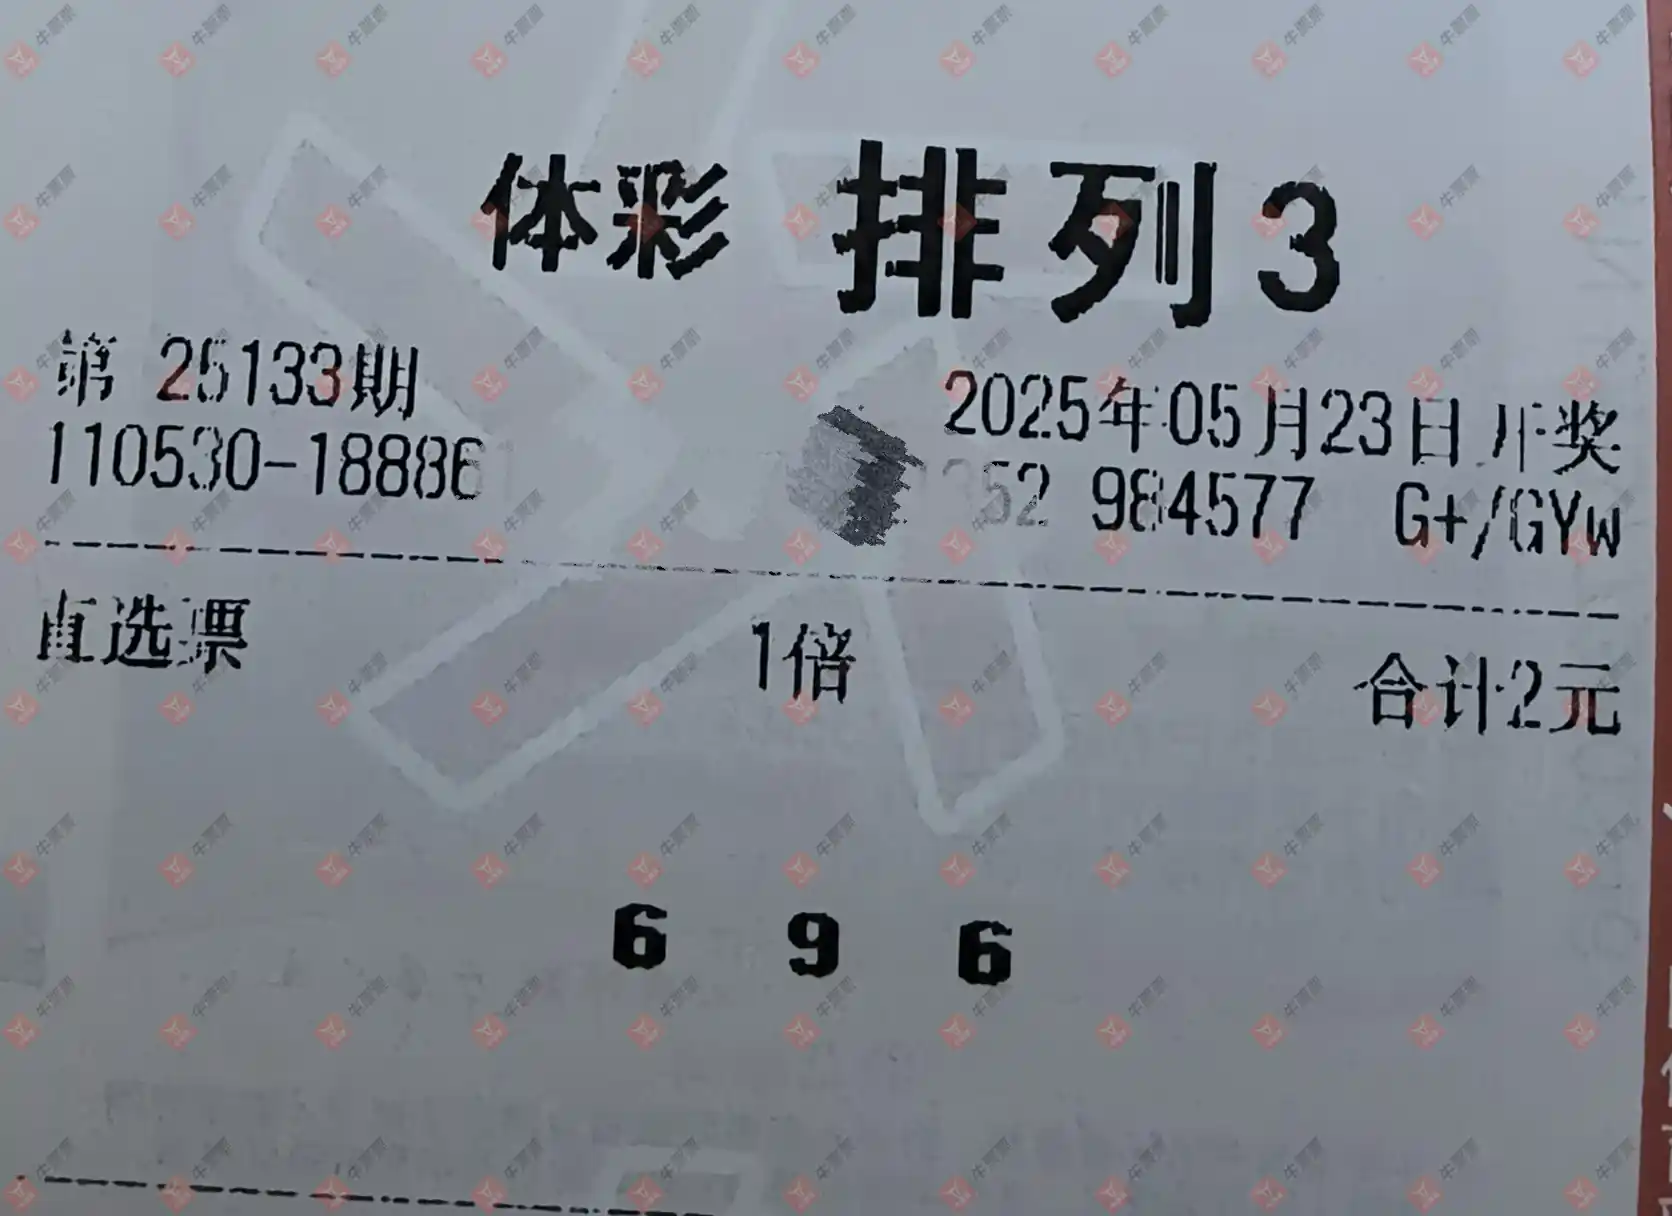 体彩 排列3
第 25133期 2025年05月23日开奖
110530-18886 352 984577 G+/GYw
直选票 1倍 合计2元
6 9 6